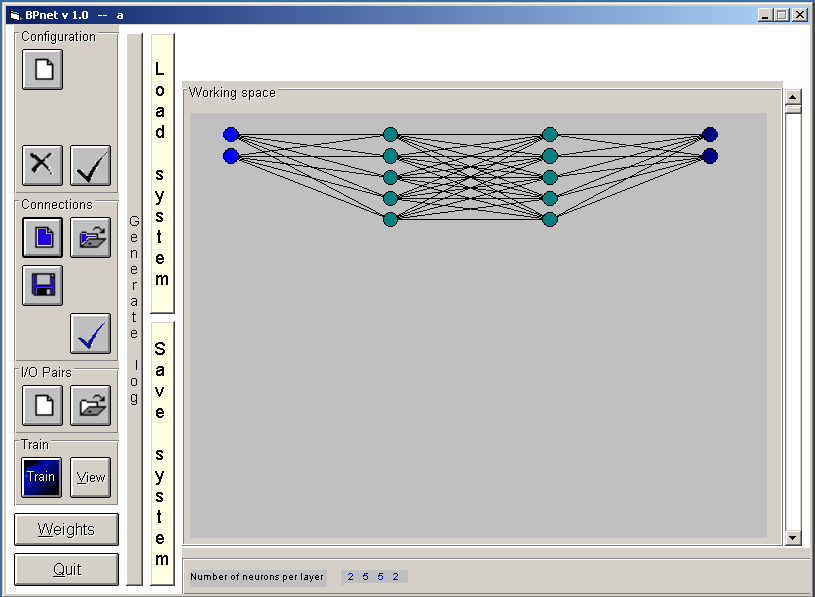 BPnet v 1.0 -- a
Configuration
Connections
I/O Pairs
Train
Train
View
Weights
Quit
Generate log
Load system
Save system
Working space
Number of neurons per layer
2 5 5 2